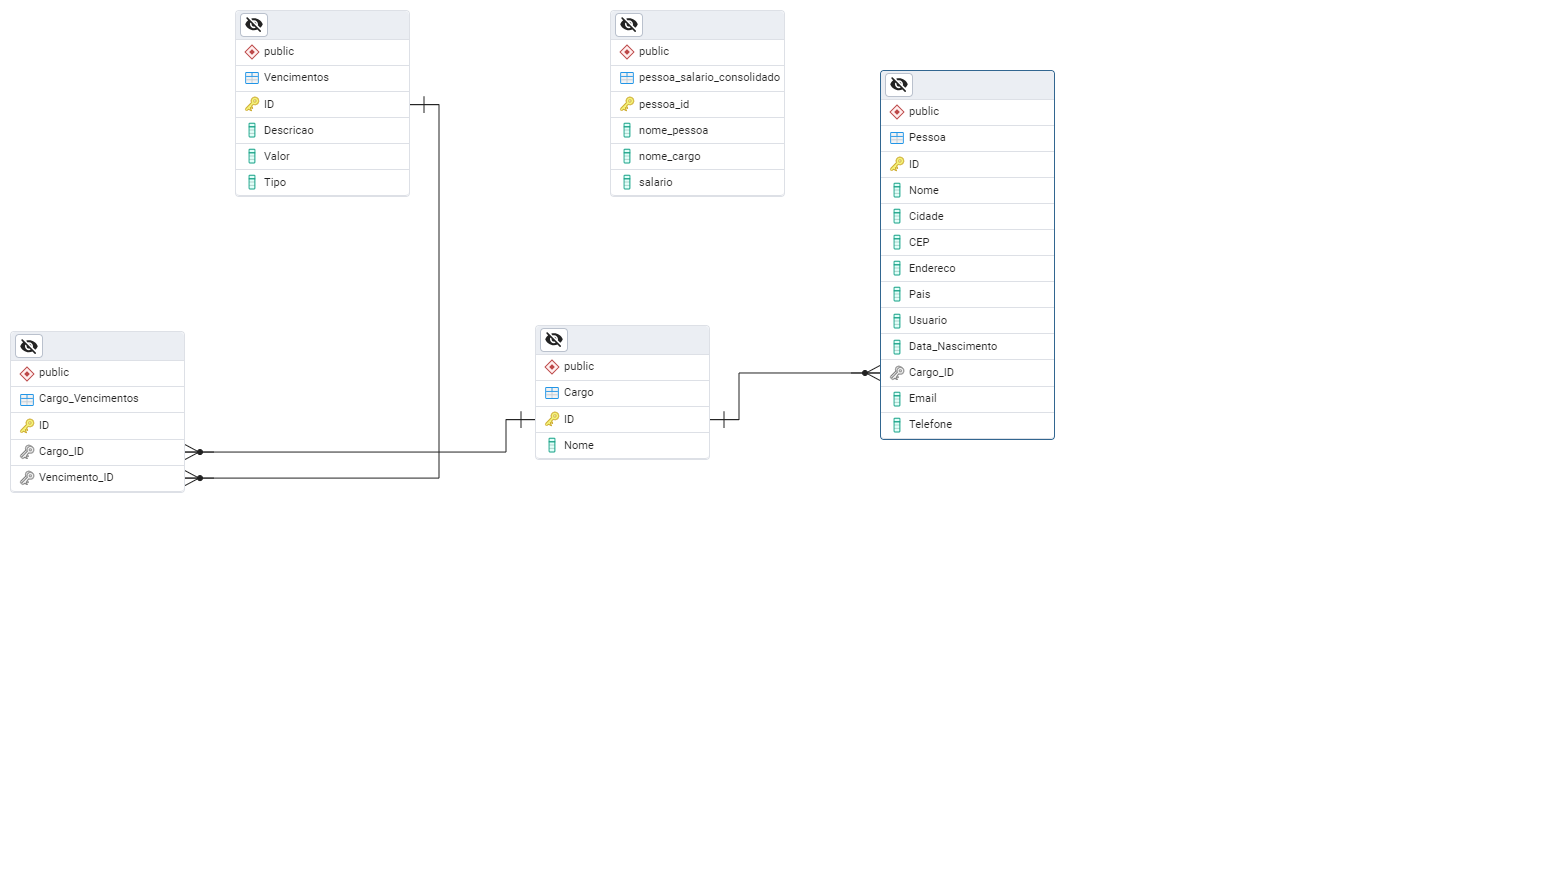 public
Vencimentos
ID
Descricao
Valor
Tipo
public
pessoa_salario_consolidado
pessoa_id
nome_pessoa
nome_cargo
salario
public
Pessoa
ID
Nome
Cidade
CEP
Endereco
Pais
Usuario
Data_Nascimento
Cargo_ID
Email
Telefone
public
Cargo_Vencimentos
ID
Cargo_ID
Vencimento_ID
public
Cargo
ID
Nome